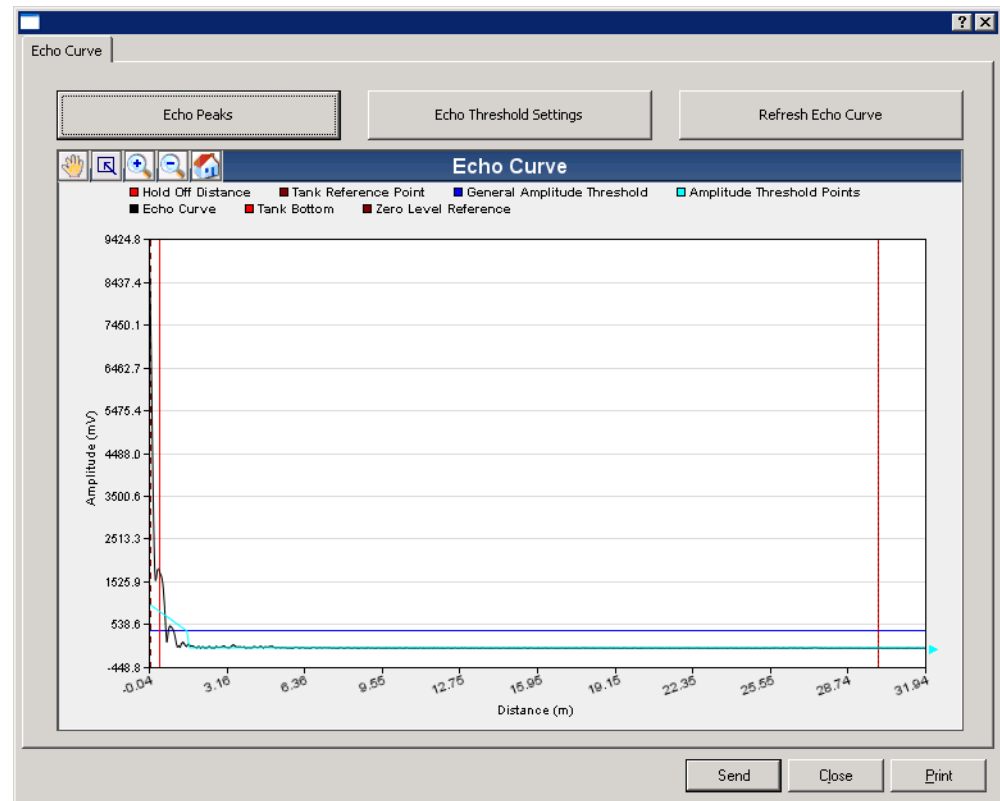 Echo Curve
Echo Peaks
Echo Threshold Settings
Refresh Echo Curve
Echo Curve
Hold Off Distance
Tank Reference Point
General Amplitude Threshold
Amplitude Threshold Points
Echo Curve
Tank Bottom
Zero Level Reference
9424.8
8437.4
7450.1
6462.7
5475.4
4488.0
3500.6
2513.3
1525.9
538.6
-448.8
Amplitude (mV)
-0.04
3.16
6.36
9.55
12.75
15.95
19.15
22.35
25.55
28.74
31.94
Distance (m)
Send
Close
Print